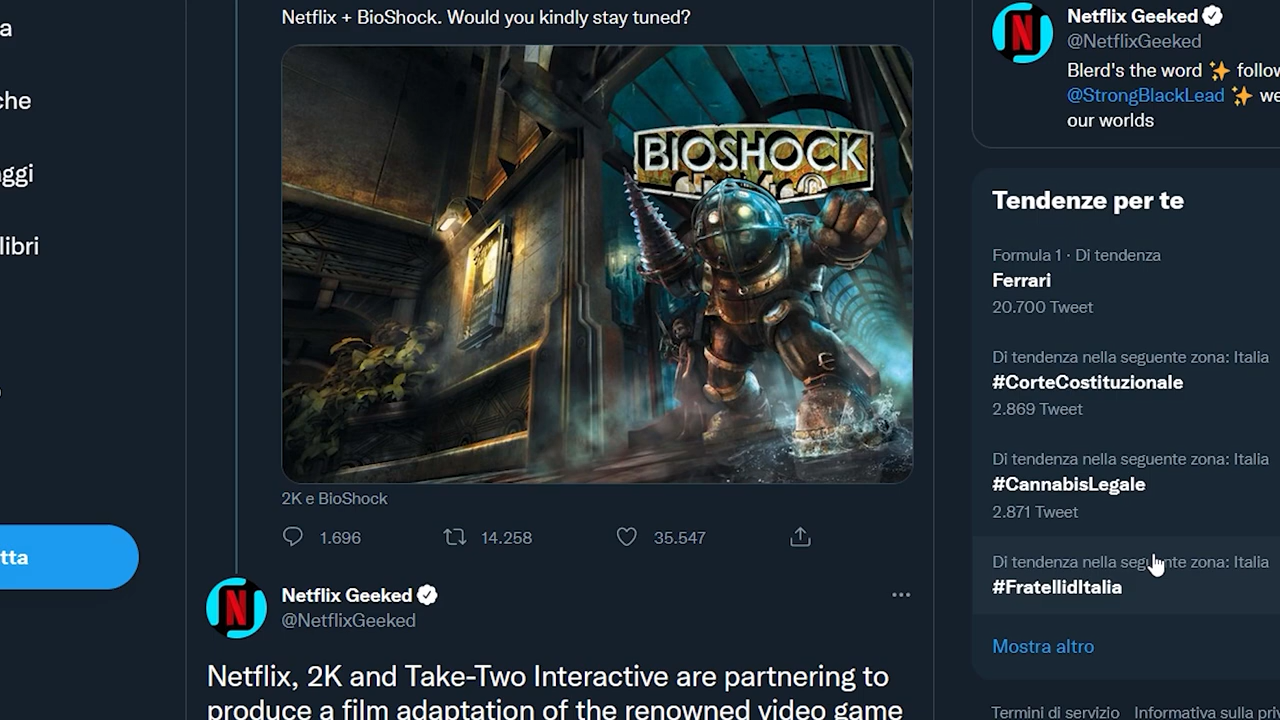 a
che
ggi
libri
tta
Netflix + BioShock. Would you kindly stay tuned?
BIOSHOCK
2K e BioShock
1.696
14.258
35.547
Netflix Geeked
@NetflixGeeked
Netflix, 2K and Take-Two Interactive are partnering to
produce a film adaptation of the renowned video game
Netflix Geeked
@NetflixGeeked
Blerd's the word ✨ follow
@StrongBlackLead ✨ we
our worlds
Tendenze per te
Formula 1 · Di tendenza
Ferrari
20.700 Tweet
Di tendenza nella seguente zona: Italia
#CorteCostituzionale
2.869 Tweet
Di tendenza nella seguente zona: Italia
#CannabisLegale
2.871 Tweet
Di tendenza nella seguente zona: Italia
#FratellidItalia
Mostra altro
Termini di servizio Informativa sulla pri